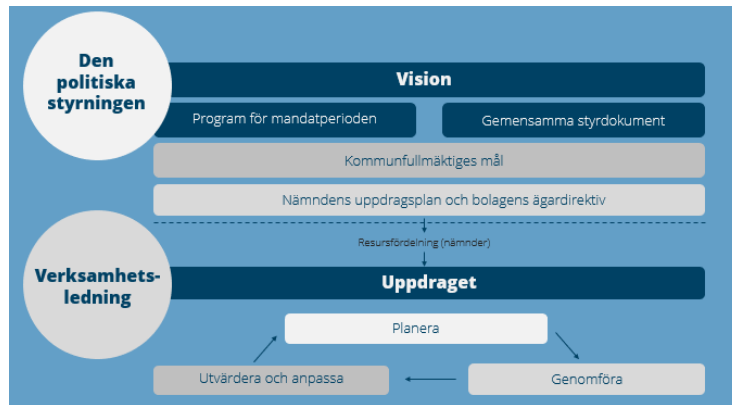 Den
politiska
styrningen
Vision
Program för mandatperioden
Gemensamma styrdokument
Kommunfullmäktiges mål
Nämndens uppdragsplan och bolagens ägardirektiv
Resursfördelning (nämnder)
Verksamhets-
ledning
Uppdraget
Planera
Utvärdera och anpassa
Genomföra